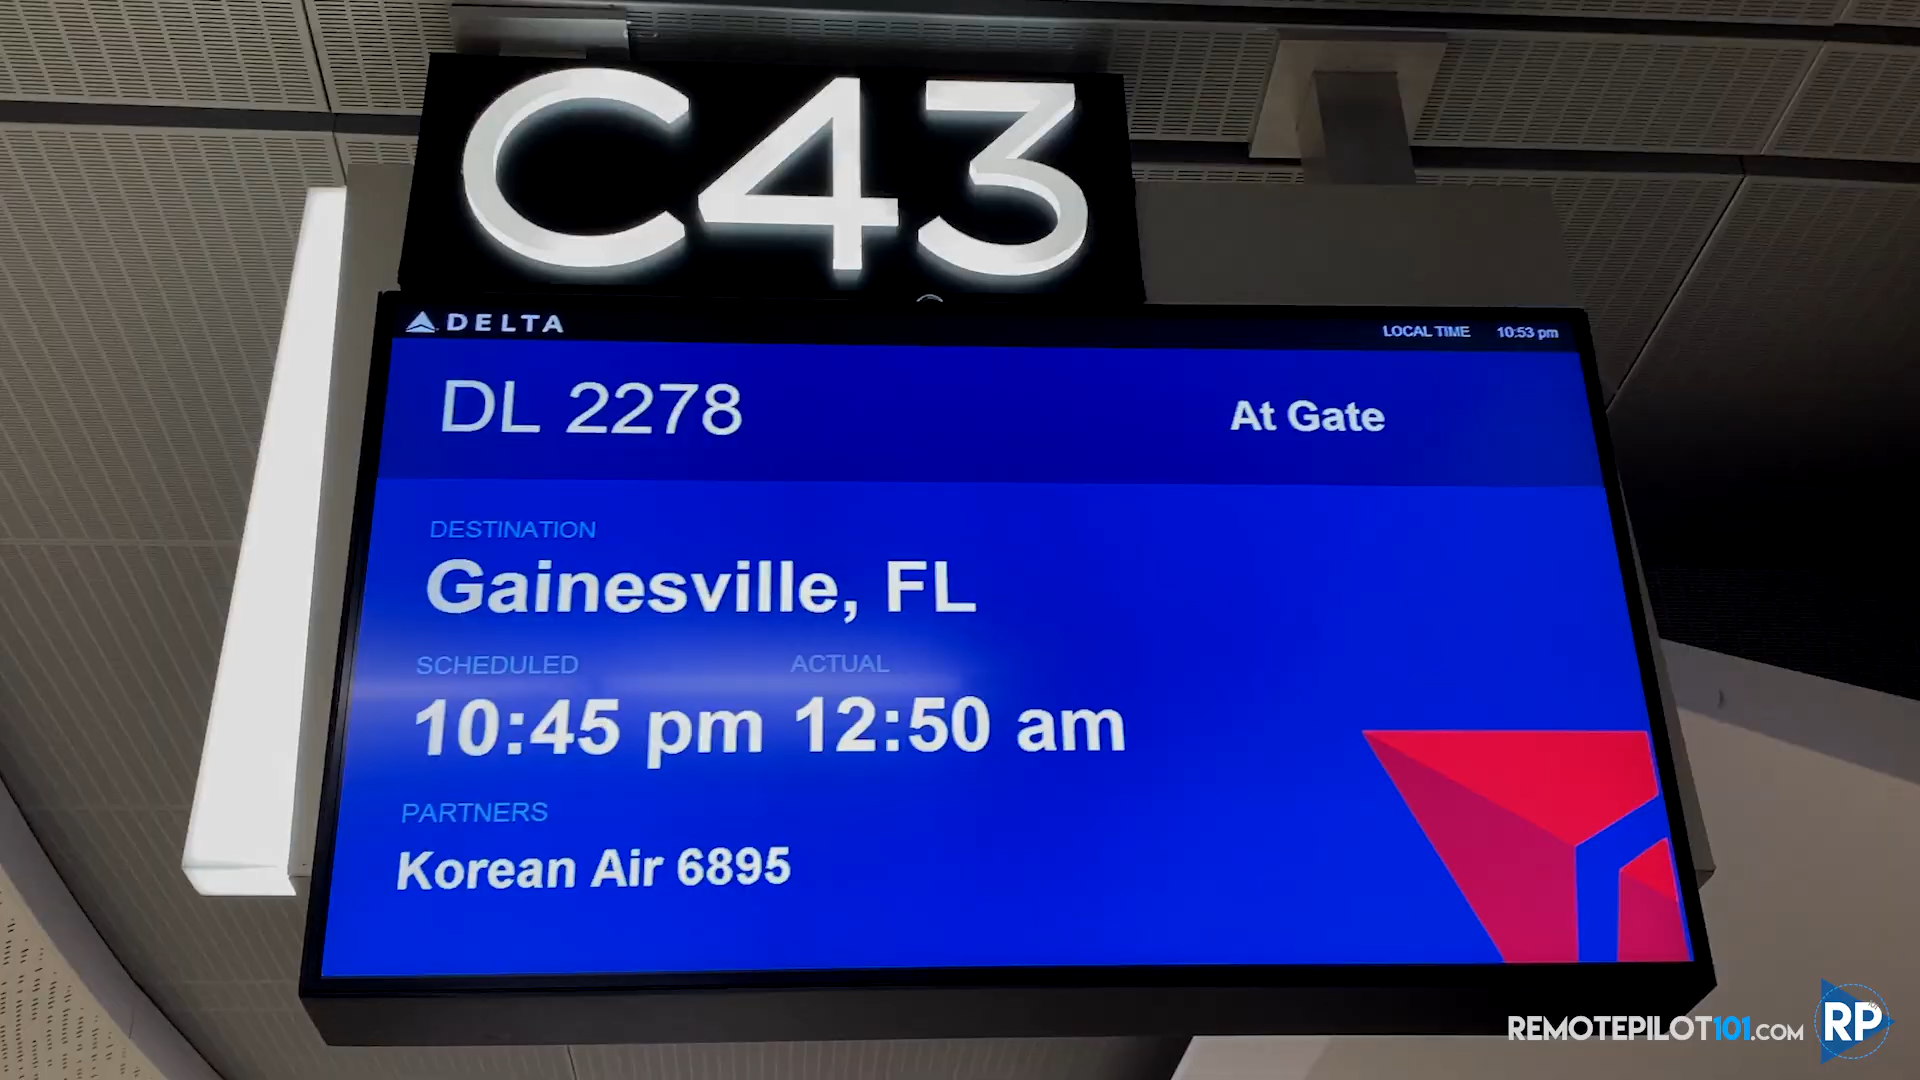 C43
DELTA
LOCAL TIME 10:53 pm
DL 2278 At Gate
DESTINATION
Gainesville, FL
SCHEDULED ACTUAL
10:45 pm 12:50 am
PARTNERS
Korean Air 6895
REMOTEPILOT101.COM RP